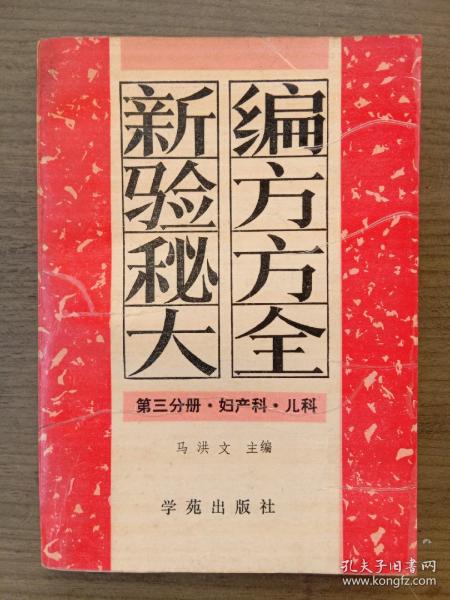 新编
验方
秘方
大全
第三分册·妇产科·儿科
马洪文 主编
学苑出版社
孔夫子旧书网
www.kongfz.com